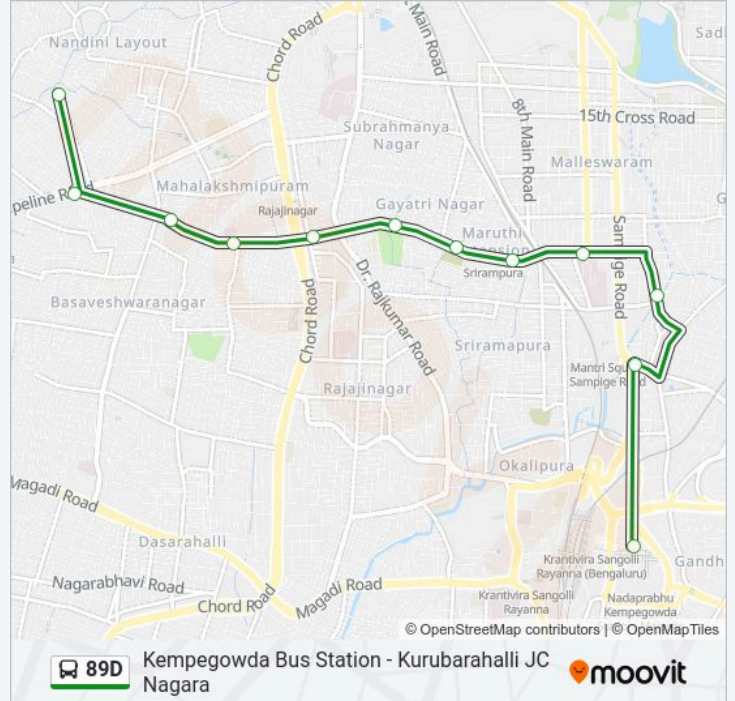 Nandini Layout
Chord Road
Main Road
8th Main Road
15th Cross Road
Sad
Subrahmanya
Nagar
Malleswaram
peline R
d
Mahalakshmipuram
Gayatri Nagar
G
Rajajinagar
Maruthi
Srirampura
Sampige Road
Dr. Rajkumar Road
Basaveshwaranagar
Chord Road
Sriramapura
Mantri Squ
Sampige R
d
Rajajinagar
Okalipura
Magadi Road
Dasarahalli
Krantivira Sangolli
Rayanna (Bengaluru)
Gandh
Nagarabhavi Road
Magadi Road
Krantivira Sangolli
Rayanna
Nadaprabhu
Kempegowda
Chord Road
© OpenStreetMap contributors | © OpenMapTiles
89D
Kempegowda Bus Station - Kurubarahalli JC
Nagara
moovit